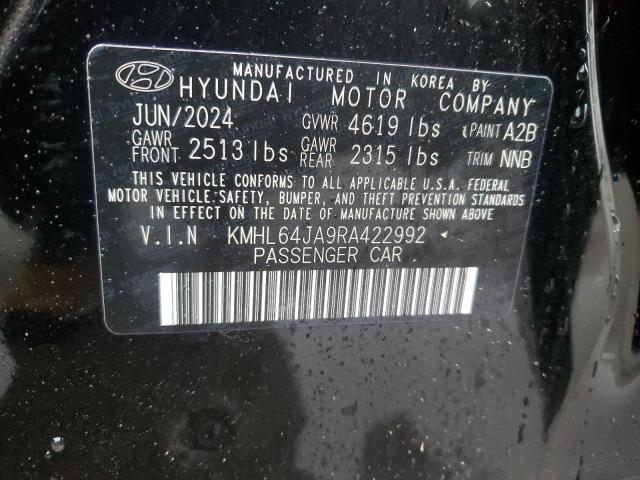 MANUFACTURED IN KOREA BY
HYUNDAI MOTOR COMPANY
JUN/2024 GVWR 4619 lbs PAINT A2B
GAWR FRONT 2513 lbs GAWR REAR 2315 lbs TRIM NNB
THIS VEHICLE CONFORMS TO ALL APPLICABLE U.S.A. FEDERAL
MOTOR VEHICLE-SAFETY, BUMPER, AND THEFT PREVENTION STANDARDS
IN EFFECT ON THE DATE OF MANUFACTURE SHOWN ABOVE
V.I.N KMHL64JA9RA422992
PASSENGER CAR